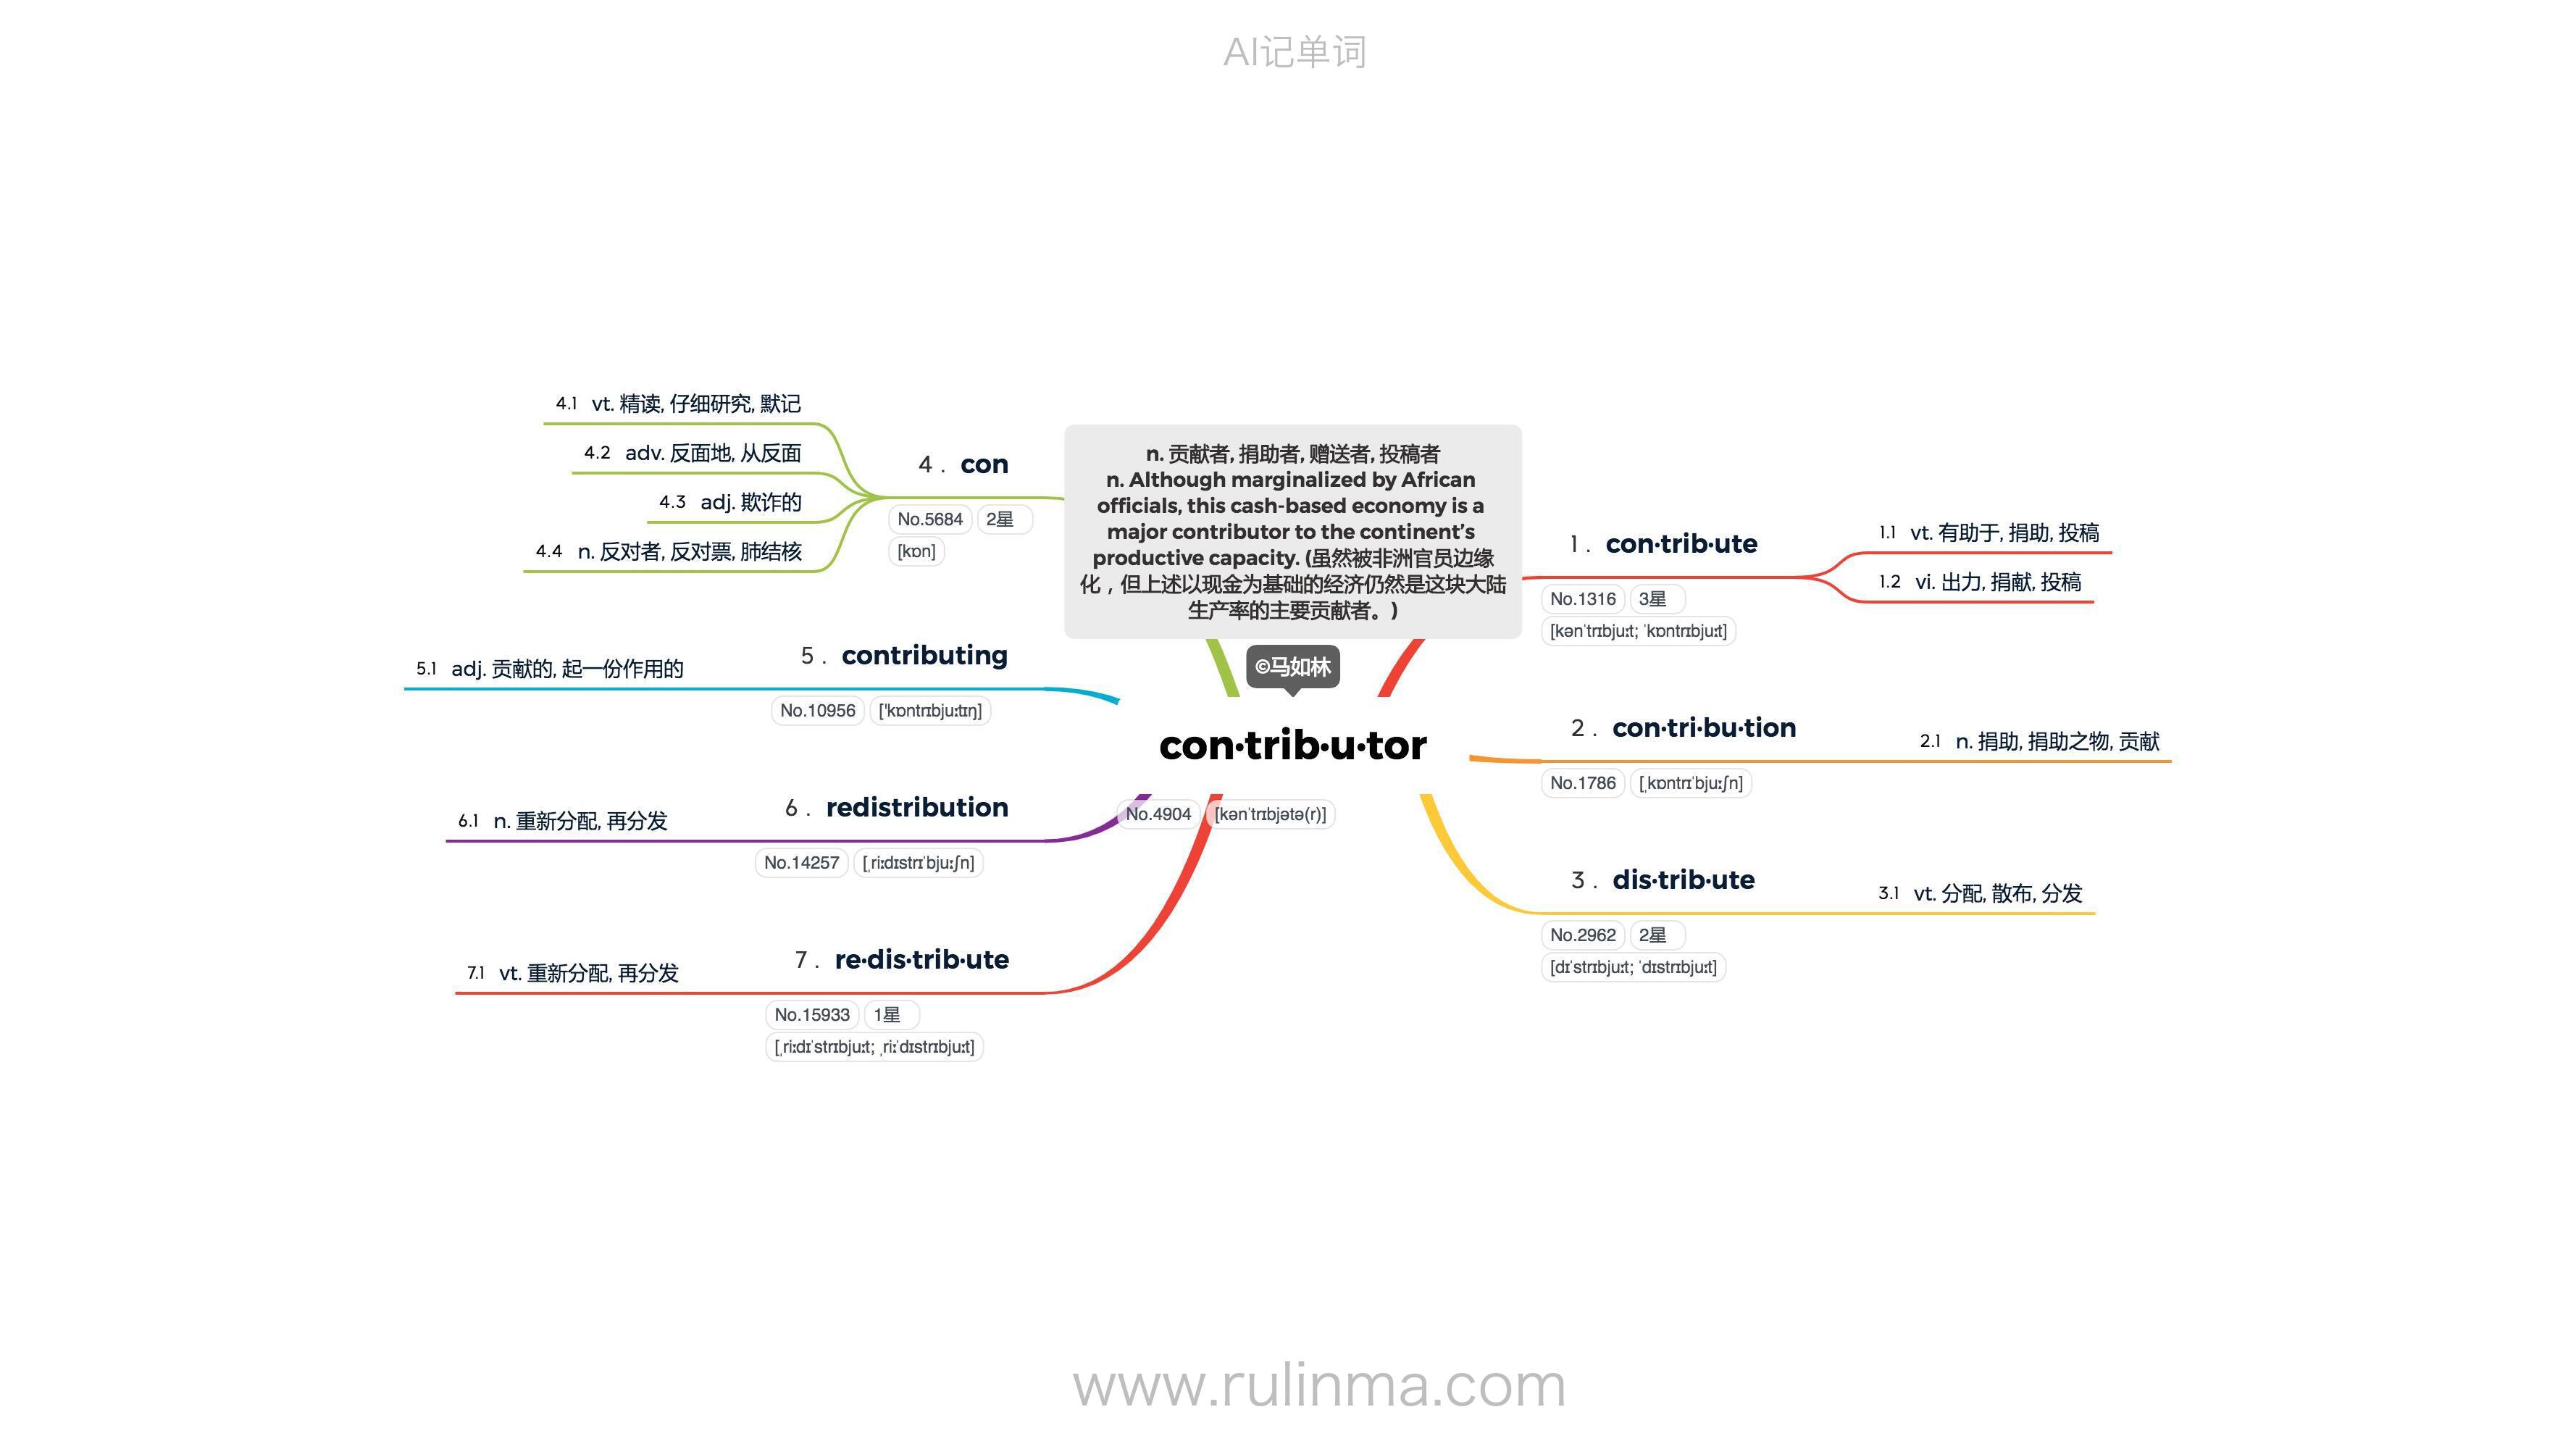 AI记单词
n. 贡献者, 捐助者, 赠送者, 投稿者
n. Although marginalized by African
officials, this cash-based economy is a
major contributor to the continent’s
productive capacity. (虽然被非洲官员边缘
化，但上述以现金为基础的经济仍然是这块大陆
生产率的主要贡献者。)
©马如林
con·trib·u·tor
No.4904 [kənˈtrɪbjətə(r)]
1. con·trib·ute
No.1316 3星
[kənˈtrɪbjuːt; ˈkɒntrɪbjuːt]
1.1 vt. 有助于, 捐助, 投稿
1.2 vi. 出力, 捐献, 投稿
2. con·tri·bu·tion
No.1786 [ˌkɒntrɪˈbjuːʃn]
2.1 n. 捐助, 捐助之物, 贡献
3. dis·trib·ute
No.2962 2星
[dɪˈstrɪbjuːt; ˈdɪstrɪbjuːt]
3.1 vt. 分配, 散布, 分发
4. con
No.5684 2星
[kɒn]
4.1 vt. 精读, 仔细研究, 默记
4.2 adv. 反面地, 从反面
4.3 adj. 欺诈的
4.4 n. 反对者, 反对票, 肺结核
5. contributing
No.10956 ['kɒntrɪbjuːtɪŋ]
5.1 adj. 贡献的, 起一份作用的
6. redistribution
No.14257 [ˌriːdɪstrɪˈbjuːʃn]
6.1 n. 重新分配, 再分发
7. re·dis·trib·ute
No.15933 1星
[ˌriːdɪˈstrɪbjuːt; ˌriːˈdɪstrɪbjuːt]
7.1 vt. 重新分配, 再分发
www.rulinma.com